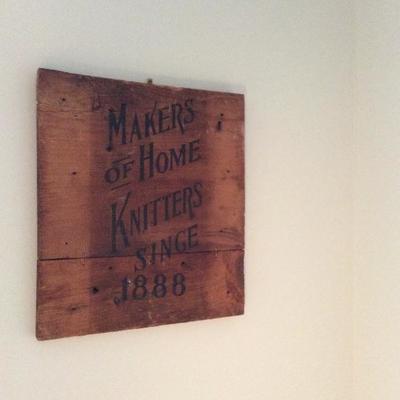 MAKERS
OF HOME
KNITTERS
SINCE
1888